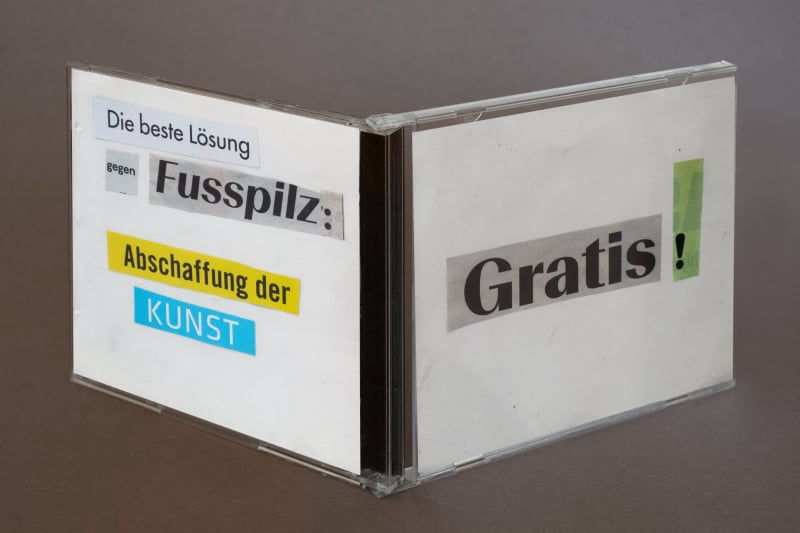 Die beste Lösung
gegen Fusspilz:
Abschaffung der
KUNST
Gratis!